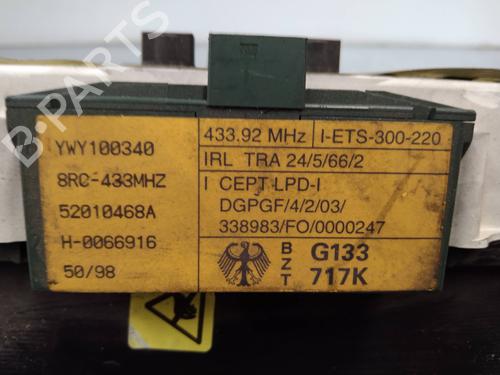 YWY100340
8RC-433MHZ
52010468A
H-0066916
50/98
433.92 MHz
I-ETS-300-220
IRL TRA 24/5/66/2
I CEPT LPD-I
DGPGF/4/2/03/
338983/FO/0000247
BZT
G133
717K
B-PARTS